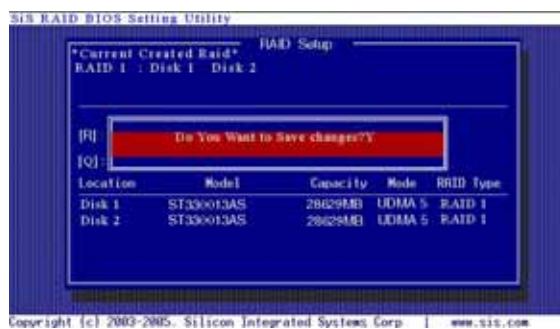 SiS RAID BIOS Setting Utility
RAID Setup
*Current Created Raid*
RAID 1 : Disk 1 Disk 2
[R]
Do You Want to Save changes?Y
[Q]:
Location Model Capacity Mode RAID Type
Disk 1 ST330013AS 28629MB UDMA 5 RAID 1
Disk 2 ST330013AS 28629MB UDMA 5 RAID 1
Copyright (c) 2003-2005. Silicon Integrated Systems Corp | www.sis.com